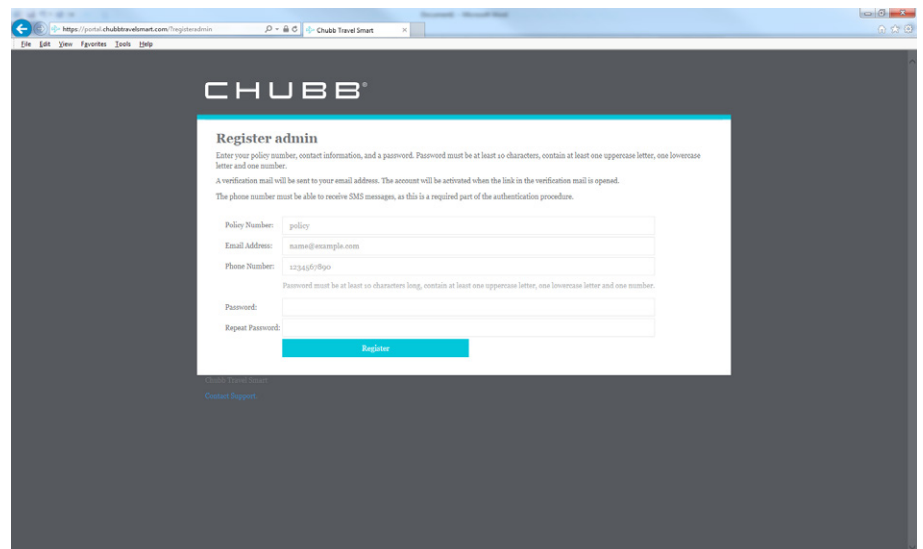 Document1 - Microsoft Word
https://portal.chubbtravelsmart.com/?registeradmin
Chubb Travel Smart
File Edit View Favorites Tools Help
CHUBB®
Register admin
Enter your policy number, contact information, and a password. Password must be at least 10 characters, contain at least one uppercase letter, one lowercase
letter and one number.
A verification mail will be sent to your email address. The account will be activated when the link in the verification mail is opened.
The phone number must be able to receive SMS messages, as this is a required part of the authentication procedure.
Policy Number: policy
Email Address: name@example.com
Phone Number: 1234567890
Password must be at least 10 characters long, contain at least one uppercase letter, one lowercase letter and one number.
Password:
Repeat Password:
Register
Chubb Travel Smart
Contact Support